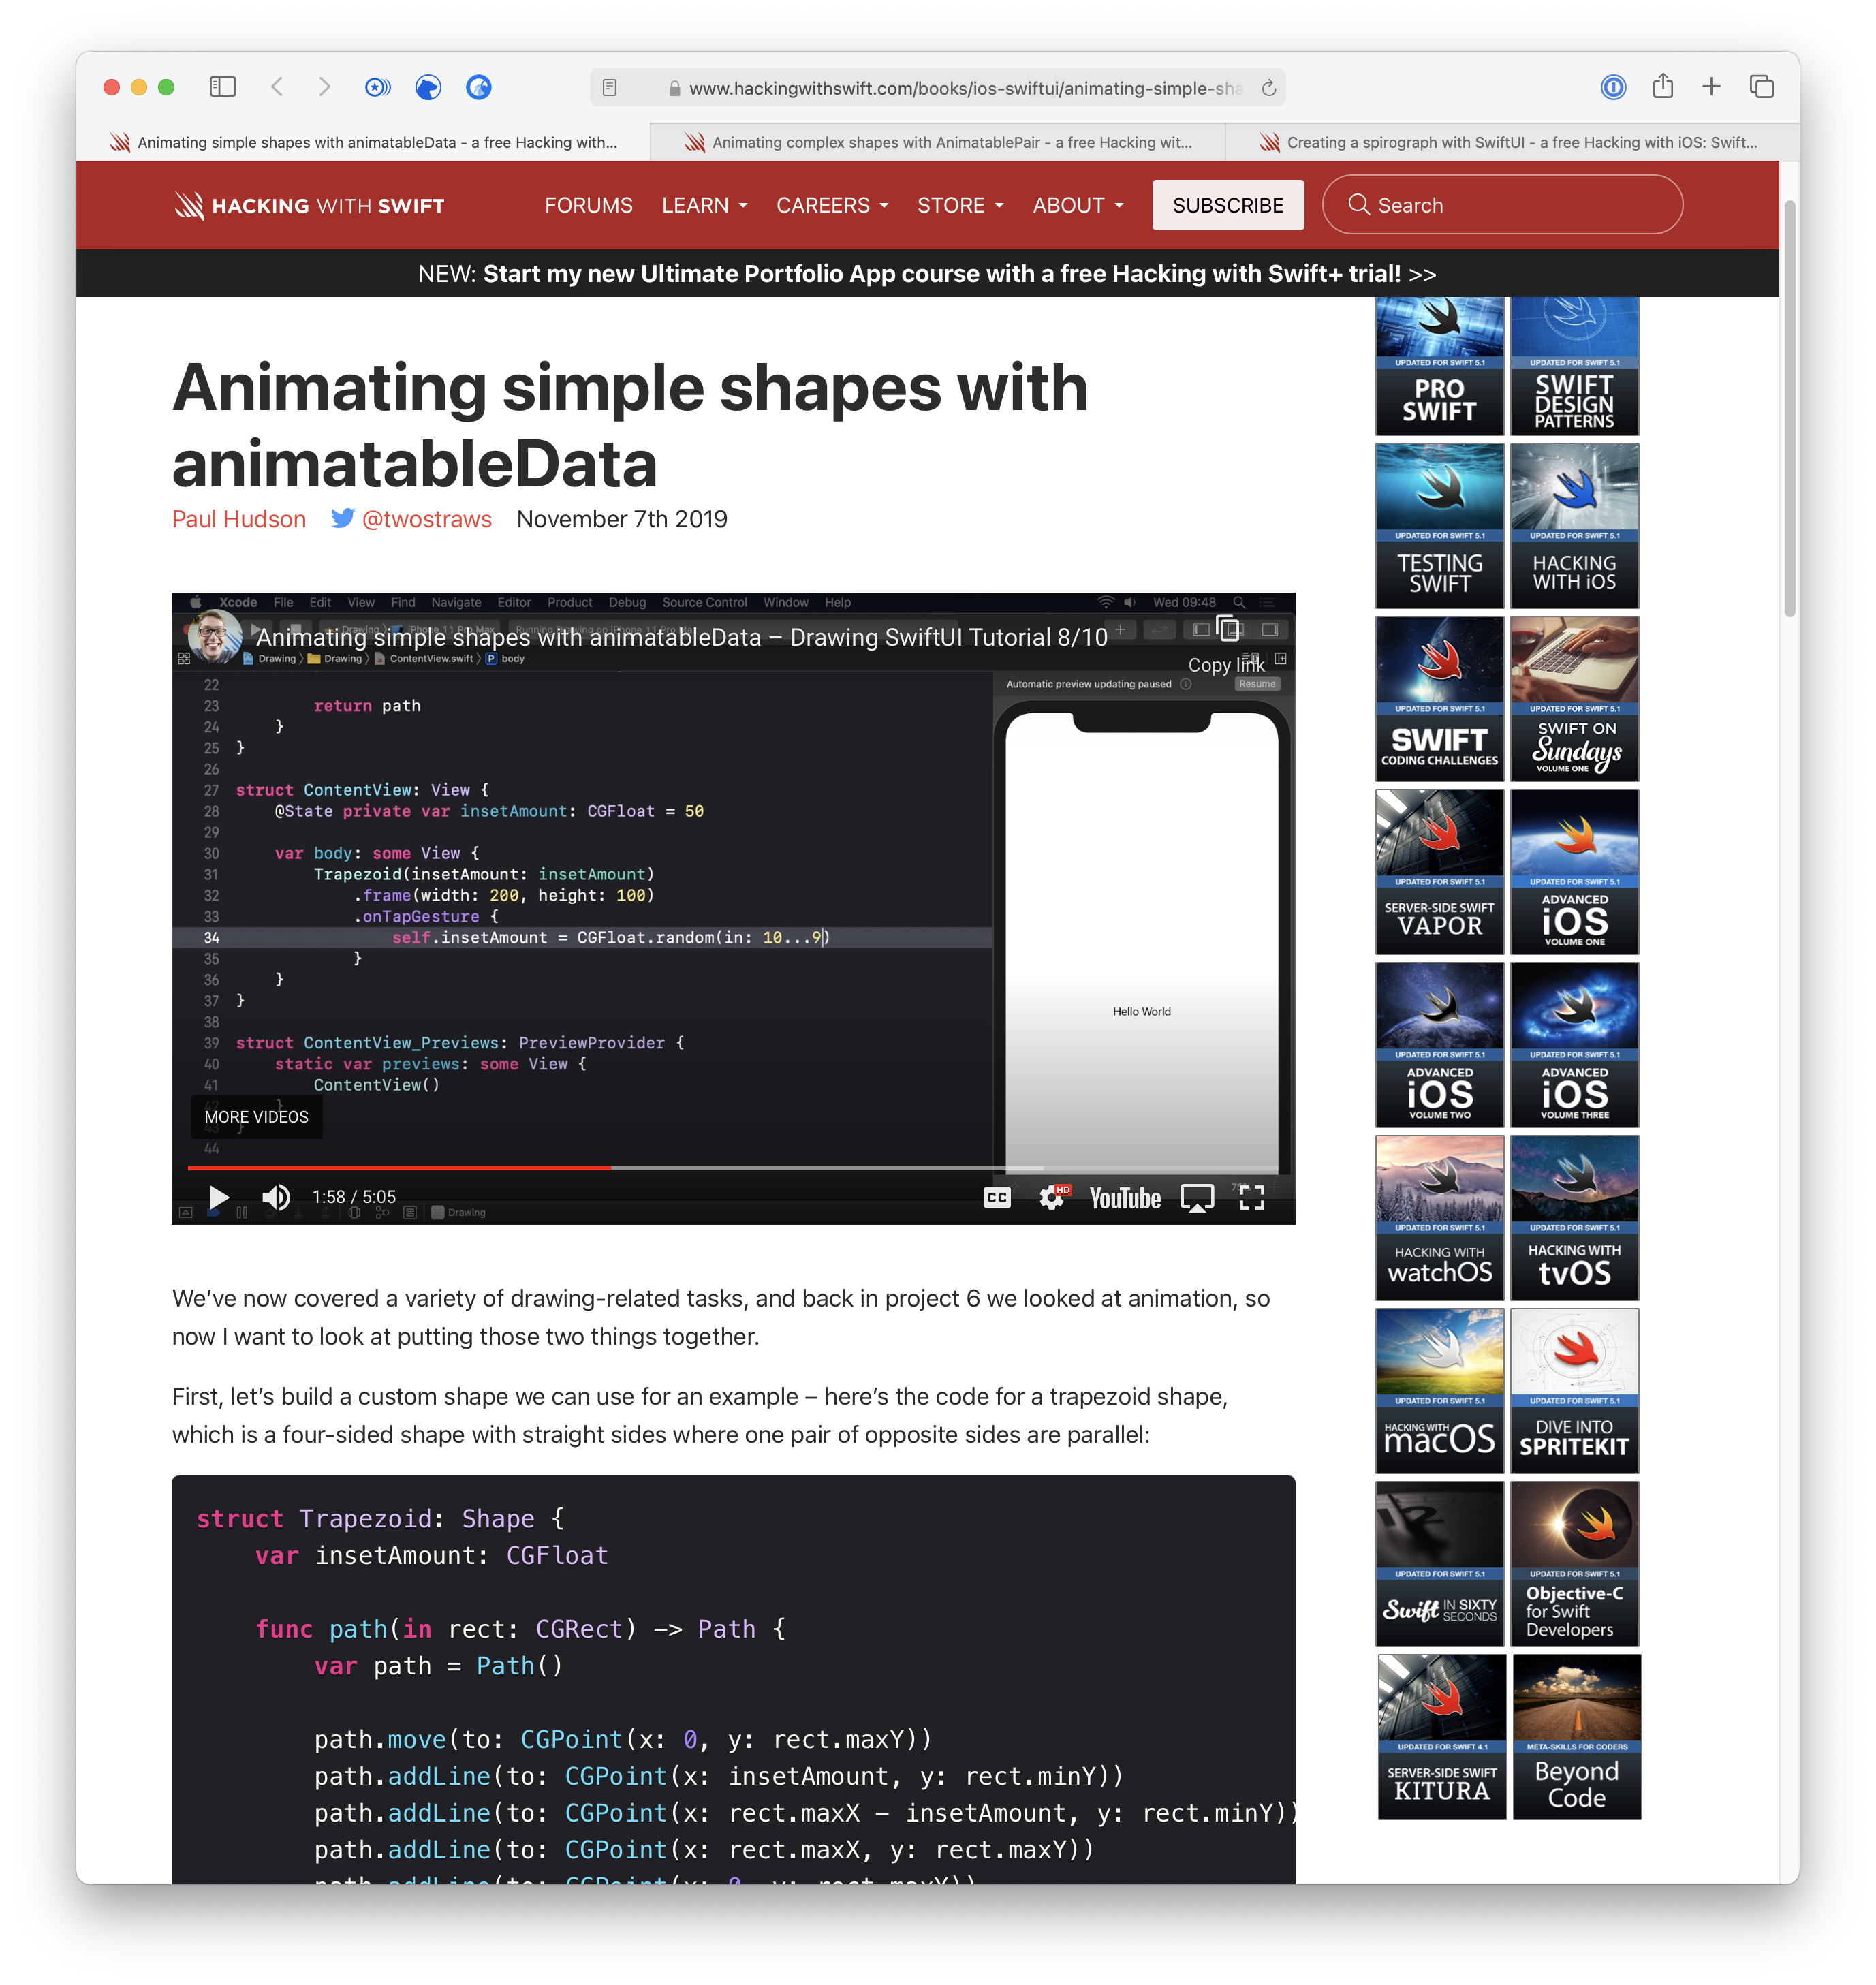 www.hackingwithswift.com/books/ios-swiftui/animating-simple-sha
Animating simple shapes with animatableData - a free Hacking with...
Animating complex shapes with AnimatablePair - a free Hacking wit...
Creating a spirograph with SwiftUI - a free Hacking with iOS: Swift...
HACKING WITH SWIFT
FORUMS
LEARN
CAREERS
STORE
ABOUT
SUBSCRIBE
Search
NEW: Start my new Ultimate Portfolio App course with a free Hacking with Swift+ trial! >>
Animating simple shapes with
animatableData
Paul Hudson @twostraws November 7th 2019
Xcode File Edit View Find Navigate Editor Product Debug Source Control Window Help
Wed 09:48
Animating simple shapes with animatableData – Drawing SwiftUI Tutorial 8/10
Copy link
Drawing Drawing ContentView.swift P body
Automatic preview updating paused
Resume
22
23 return path
24 }
25 }
26
27 struct ContentView: View {
28 @State private var insetAmount: CGFloat = 50
29
30 var body: some View {
31 Trapezoid(insetAmount: insetAmount)
32 .frame(width: 200, height: 100)
33 .onTapGesture {
34 self.insetAmount = CGFloat.random(in: 10...9)
35 }
36 }
37 }
38
39 struct ContentView_Previews: PreviewProvider {
40 static var previews: some View {
41 ContentView()
44
Hello World
MORE VIDEOS
1:58 / 5:05
CC
HD
YouTube
Drawing
We’ve now covered a variety of drawing-related tasks, and back in project 6 we looked at animation, so
now I want to look at putting those two things together.
First, let’s build a custom shape we can use for an example – here’s the code for a trapezoid shape,
which is a four-sided shape with straight sides where one pair of opposite sides are parallel:
struct Trapezoid: Shape {
var insetAmount: CGFloat
func path(in rect: CGRect) -> Path {
var path = Path()
path.move(to: CGPoint(x: 0, y: rect.maxY))
path.addLine(to: CGPoint(x: insetAmount, y: rect.minY))
path.addLine(to: CGPoint(x: rect.maxX - insetAmount, y: rect.minY))
path.addLine(to: CGPoint(x: rect.maxX, y: rect.maxY))
path.addLine(to: CGPoint(x: 0, y: rect.maxY))
UPDATED FOR SWIFT 5.1
PRO
SWIFT
UPDATED FOR SWIFT 5.1
SWIFT
DESIGN
PATTERNS
UPDATED FOR SWIFT 5.1
TESTING
SWIFT
UPDATED FOR SWIFT 5.1
HACKING
WITH iOS
UPDATED FOR SWIFT 5.1
SWIFT
CODING CHALLENGES
UPDATED FOR SWIFT 5.1
SWIFT ON
Sundays
VOLUME ONE
UPDATED FOR SWIFT 5.1
SERVER-SIDE SWIFT
VAPOR
UPDATED FOR SWIFT 5.1
ADVANCED
iOS
VOLUME ONE
UPDATED FOR SWIFT 5.1
ADVANCED
iOS
VOLUME TWO
UPDATED FOR SWIFT 5.1
ADVANCED
iOS
VOLUME THREE
UPDATED FOR SWIFT 5.1
HACKING WITH
watchOS
UPDATED FOR SWIFT 5.1
HACKING WITH
tvOS
UPDATED FOR SWIFT 5.1
HACKING WITH
macOS
UPDATED FOR SWIFT 5.1
DIVE INTO
SPRITEKIT
UPDATED FOR SWIFT 5.1
Swift IN SIXTY
SECONDS
UPDATED FOR SWIFT 5.1
Objective-C
for Swift
Developers
UPDATED FOR SWIFT 4.1
SERVER-SIDE SWIFT
KITURA
META-SKILLS FOR CODERS
Beyond
Code